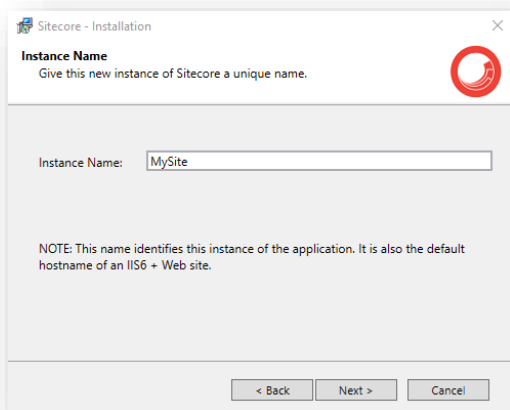 Sitecore - Installation
Instance Name
Give this new instance of Sitecore a unique name.
Instance Name:  MySite
NOTE: This name identifies this instance of the application. It is also the default
hostname of an IIS6 + Web site.
< Back  Next >  Cancel